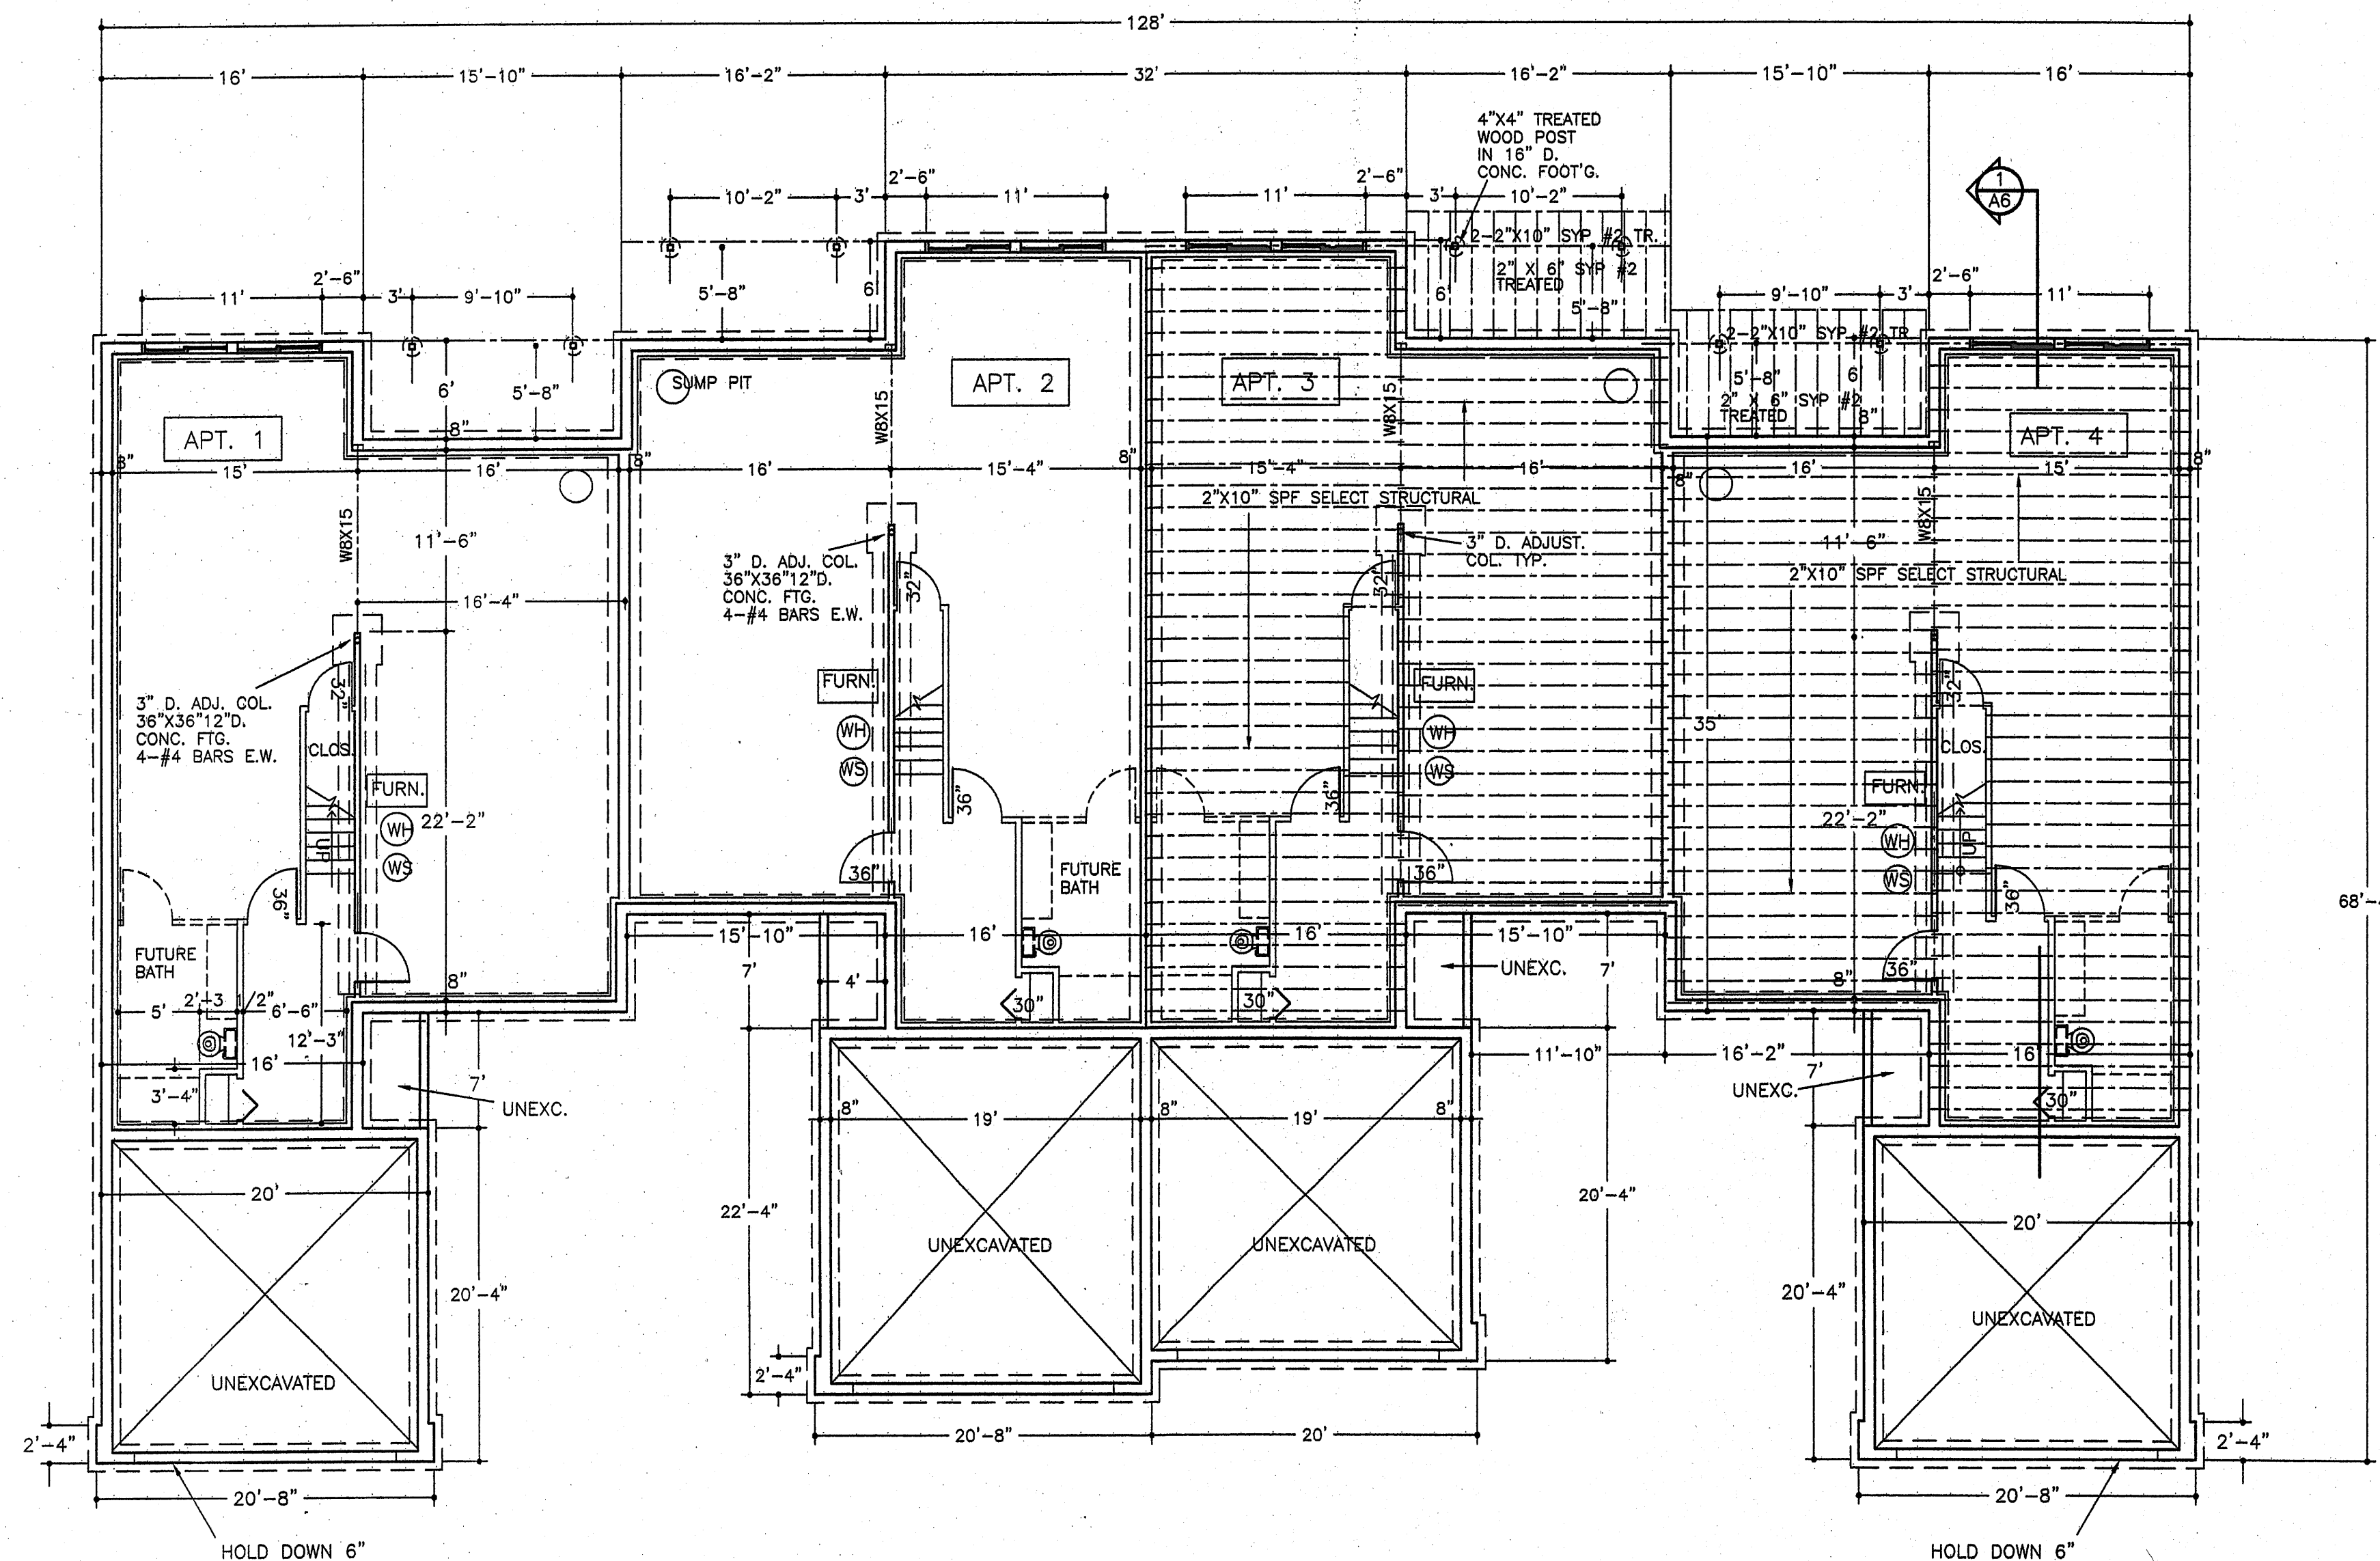 128'
16'
15'-10"
16'-2"
32'
16'-2"
15'-10"
16'
4"X4" TREATED
WOOD POST
IN 16" D.
CONC. FOOT'G.
1
A6
10'-2"
3'
2'-6"
11'
11'
2'-6"
3'
10'-2"
2-2"X10" SYP #2 TR.
2" X 6" SYP #2
TREATED
5'-8"
6'
6'
5'-8"
11'
2'-6"
3'
9'-10"
9'-10"
3'
2'-6"
11'
2-2"X10" SYP #2 TR
5'-8"
6'
2" X 6" SYP #2
TREATED
8"
6'
5'-8"
8"
SUMP PIT
APT. 1
APT. 2
APT. 3
APT. 4
W8X15
W8X15
W8X15
W8X15
8"
15'
16'
8"
16'
15'-4"
8"
15'-4"
16'
8"
16'
15'
8"
2"X10" SPF SELECT STRUCTURAL
2"X10" SPF SELECT STRUCTURAL
11'-6"
11'-6"
16'-4"
3" D. ADJ. COL.
36"X36"12"D.
CONC. FTG.
4-#4 BARS E.W.
3" D. ADJUST.
COL. TYP.
32"
32"
3" D. ADJ. COL.
36"X36"12"D.
CONC. FTG.
4-#4 BARS E.W.
32"
32"
CLOS.
CLOS.
FURN.
FURN.
FURN.
FURN.
WH
WS
WH
WS
WH
WS
WH
WS
UP
UP
22'-2"
22'-2"
35'
68'-
36"
36"
36"
36"
36"
36"
36"
FUTURE
BATH
FUTURE
BATH
15'-10"
16'
16'
15'-10"
UNEXC.
7'
4'
7'
30"
30"
8"
8"
5'
2'-3
1/2"
6'-6"
12'-3"
16'
3'-4"
7'
UNEXC.
11'-10"
16'-2"
16'
7'
UNEXC.
30"
8"
19'
8"
19'
8"
20'
20'
22'-4"
20'-4"
20'-4"
20'-4"
UNEXCAVATED
UNEXCAVATED
UNEXCAVATED
UNEXCAVATED
2'-4"
2'-4"
2'-4"
20'-8"
20'
20'-8"
20'-8"
HOLD DOWN 6"
HOLD DOWN 6"